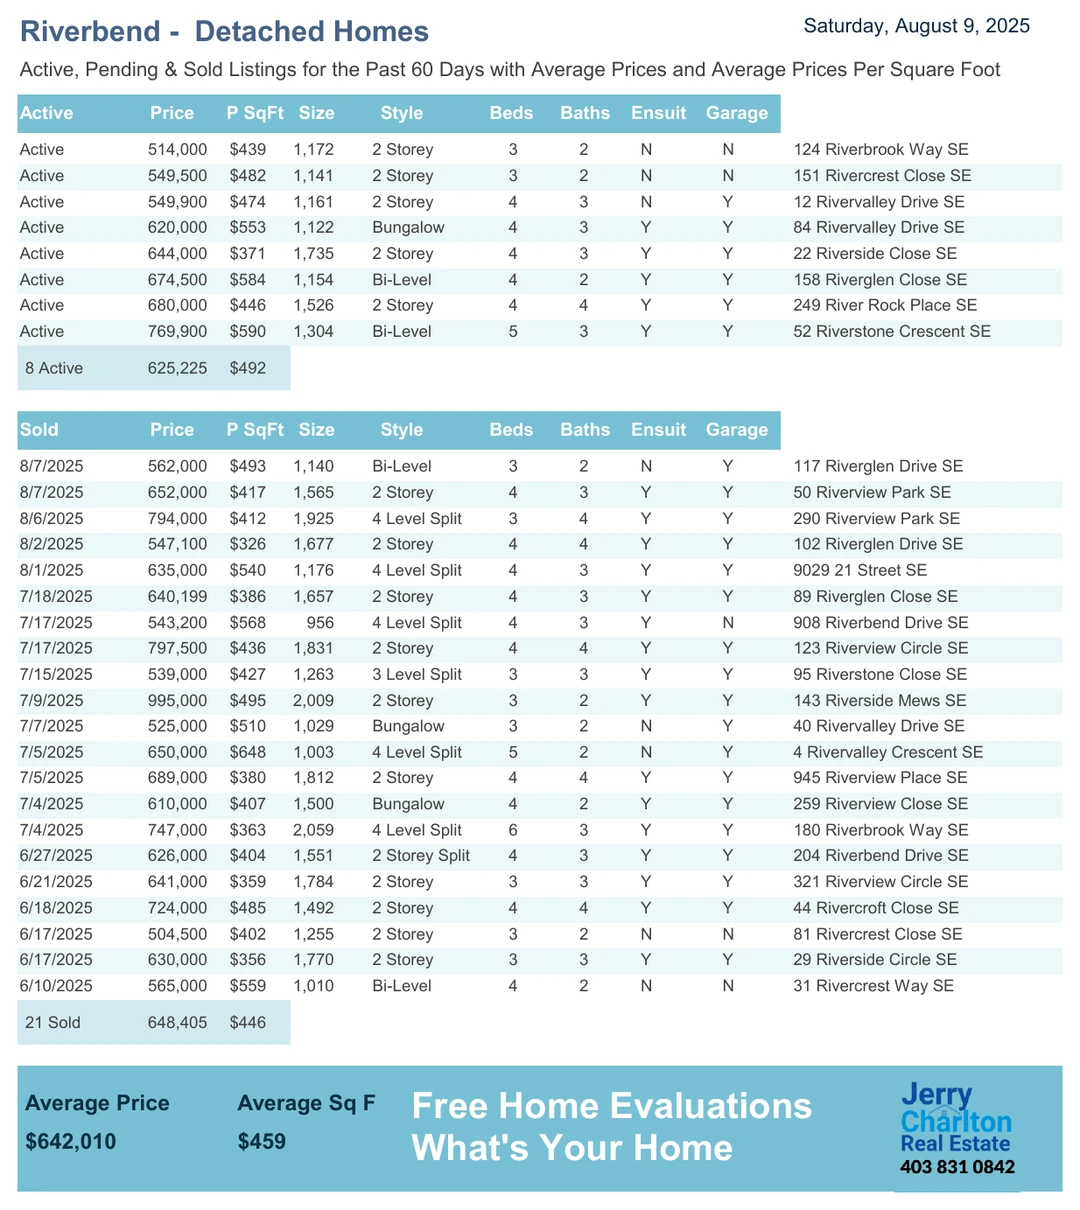 Riverbend - Detached Homes
Saturday, August 9, 2025
Active, Pending & Sold Listings for the Past 60 Days with Average Prices and Average Prices Per Square Foot
Active Price P SqFt Size Style Beds Baths Ensuit Garage
Active 514,000 $439 1,172 2 Storey 3 2 N N 124 Riverbrook Way SE
Active 549,500 $482 1,141 2 Storey 3 2 N N 151 Rivercrest Close SE
Active 549,900 $474 1,161 2 Storey 4 3 N Y 12 Rivervalley Drive SE
Active 620,000 $553 1,122 Bungalow 4 3 Y Y 84 Rivervalley Drive SE
Active 644,000 $371 1,735 2 Storey 4 3 Y Y 22 Riverside Close SE
Active 674,500 $584 1,154 Bi-Level 4 2 Y Y 158 Riverglen Close SE
Active 680,000 $446 1,526 2 Storey 4 4 Y Y 249 River Rock Place SE
Active 769,900 $590 1,304 Bi-Level 5 3 Y Y 52 Riverstone Crescent SE
8 Active 625,225 $492
Sold Price P SqFt Size Style Beds Baths Ensuit Garage
8/7/2025 562,000 $493 1,140 Bi-Level 3 2 N Y 117 Riverglen Drive SE
8/7/2025 652,000 $417 1,565 2 Storey 4 3 Y Y 50 Riverview Park SE
8/6/2025 794,000 $412 1,925 4 Level Split 3 4 Y Y 290 Riverview Park SE
8/2/2025 547,100 $326 1,677 2 Storey 4 4 Y Y 102 Riverglen Drive SE
8/1/2025 635,000 $540 1,176 4 Level Split 4 3 Y Y 9029 21 Street SE
7/18/2025 640,199 $386 1,657 2 Storey 4 3 Y Y 89 Riverglen Close SE
7/17/2025 543,200 $568 956 4 Level Split 4 3 Y N 908 Riverbend Drive SE
7/17/2025 797,500 $436 1,831 2 Storey 4 4 Y Y 123 Riverview Circle SE
7/15/2025 539,000 $427 1,263 3 Level Split 3 3 Y Y 95 Riverstone Close SE
7/9/2025 995,000 $495 2,009 2 Storey 3 2 Y Y 143 Riverside Mews SE
7/7/2025 525,000 $510 1,029 Bungalow 3 2 N Y 40 Rivervalley Drive SE
7/5/2025 650,000 $648 1,003 4 Level Split 5 2 N Y 4 Rivervalley Crescent SE
7/5/2025 689,000 $380 1,812 2 Storey 4 4 Y Y 945 Riverview Place SE
7/4/2025 610,000 $407 1,500 Bungalow 4 2 Y Y 259 Riverview Close SE
7/4/2025 747,000 $363 2,059 4 Level Split 6 3 Y Y 180 Riverbrook Way SE
6/27/2025 626,000 $404 1,551 2 Storey Split 4 3 Y Y 204 Riverbend Drive SE
6/21/2025 641,000 $359 1,784 2 Storey 3 3 Y Y 321 Riverview Circle SE
6/18/2025 724,000 $485 1,492 2 Storey 4 4 Y Y 44 Rivercroft Close SE
6/17/2025 504,500 $402 1,255 2 Storey 3 2 N N 81 Rivercrest Close SE
6/17/2025 630,000 $356 1,770 2 Storey 3 3 Y Y 29 Riverside Circle SE
6/10/2025 565,000 $559 1,010 Bi-Level 4 2 N N 31 Rivercrest Way SE
21 Sold 648,405 $446
Average Price Average Sq F
$642,010 $459
Free Home Evaluations
What's Your Home
Jerry
Charlton
Real Estate
403 831 0842